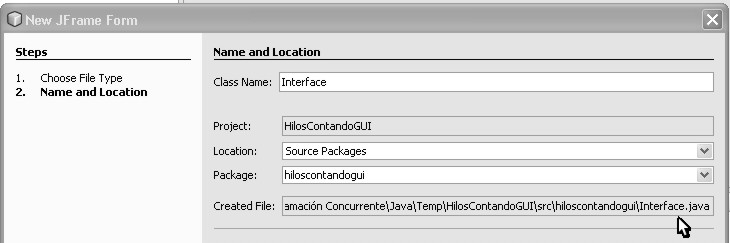 New JFrame Form
Steps
1. Choose File Type
2. Name and Location
Name and Location
Class Name: Interface
Project: HilosContandoGUI
Location: Source Packages
Package: hiloscontandogui
Created File: amación Concurrente\Java\Temp\HilosContandoGUI\src\hiloscontandogui\Interface.java